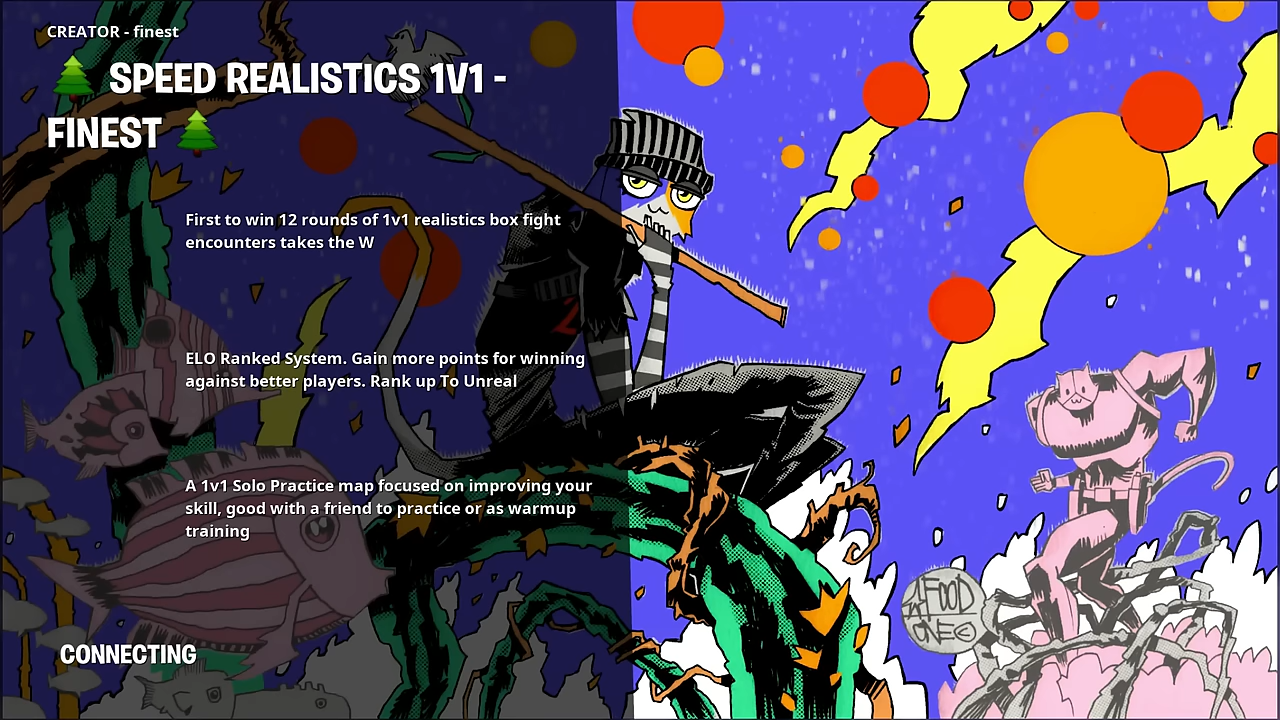 CREATOR - finest
🌲 SPEED REALISTICS 1V1 -
FINEST 🌲
First to win 12 rounds of 1v1 realistics box fight
encounters takes the W
ELO Ranked System. Gain more points for winning
against better players. Rank up To Unreal
A 1v1 Solo Practice map focused on improving your
skill, good with a friend to practice or as warmup
training
CONNECTING
FOOD
ONE©